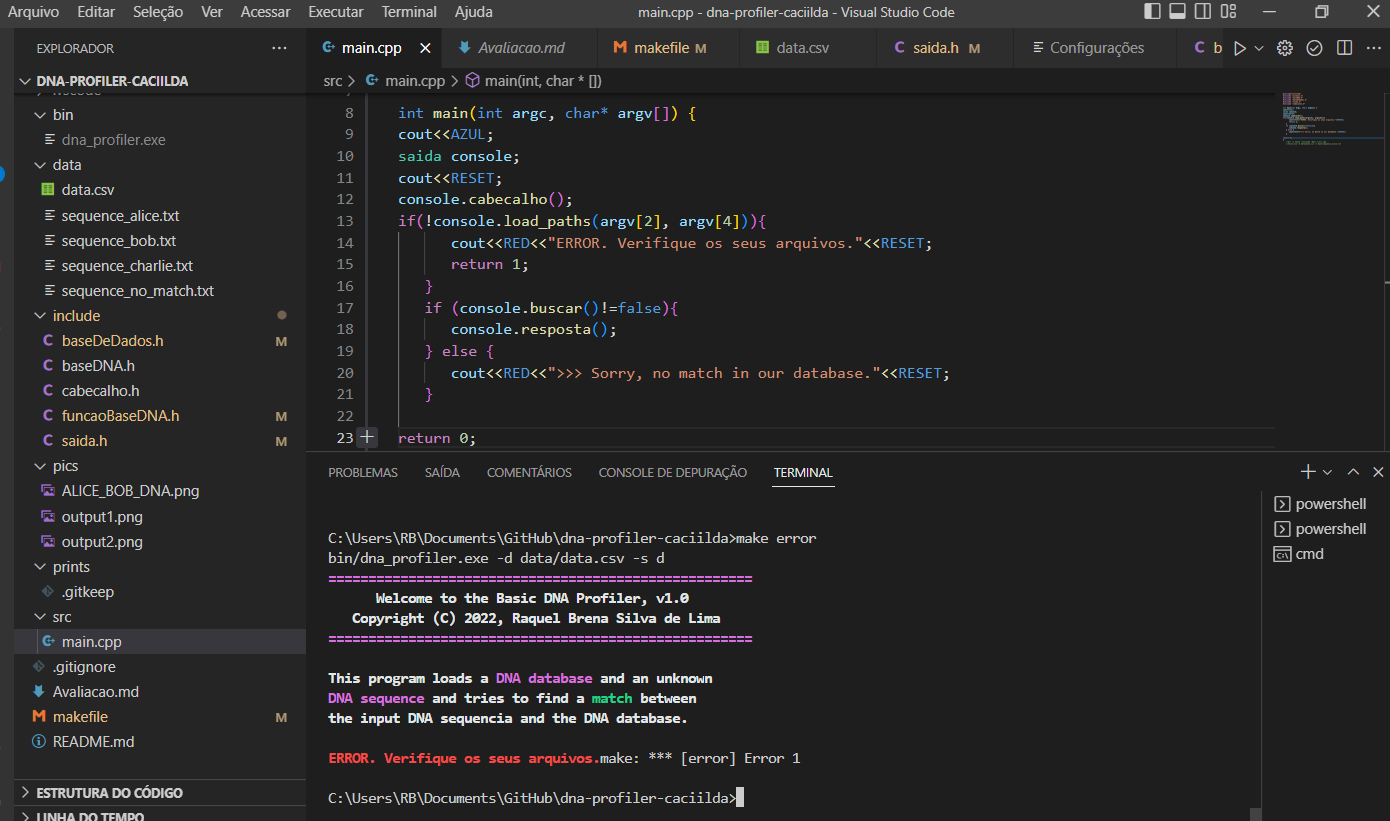 Arquivo Editar Seleção Ver Acessar Executar Terminal Ajuda main.cpp - dna-profiler-caciilda - Visual Studio Code
EXPLORADOR ···
DNA-PROFILER-CACIILDA
.vscode
bin
dna_profiler.exe
data
data.csv
sequence_alice.txt
sequence_bob.txt
sequence_charlie.txt
sequence_no_match.txt
include
baseDeDados.h M
baseDNA.h
cabecalho.h
funcaoBaseDNA.h M
saida.h M
pics
ALICE_BOB_DNA.png
output1.png
output2.png
prints
.gitkeep
src
main.cpp
.gitignore
Avaliacao.md
makefile M
README.md
ESTRUTURA DO CÓDIGO
LINHA DO TEMPO
main.cpp Avaliacao.md makefile M data.csv saida.h M Configurações b
src > main.cpp > main(int, char * [])
8 int main(int argc, char* argv[]) {
9 cout<<AZUL;
10 saida console;
11 cout<<RESET;
12 console.cabecalho();
13 if(!console.load_paths(argv[2], argv[4])){
14 cout<<RED<<"ERROR. Verifique os seus arquivos."<<RESET;
15 return 1;
16 }
17 if (console.buscar()!=false){
18 console.resposta();
19 } else {
20 cout<<RED<<">>> Sorry, no match in our database."<<RESET;
21 }
22
23 return 0;
PROBLEMAS SAÍDA COMENTÁRIOS CONSOLE DE DEPURAÇÃO TERMINAL
C:\Users\RB\Documents\GitHub\dna-profiler-caciilda>make error
bin/dna_profiler.exe -d data/data.csv -s d
=====================================================
Welcome to the Basic DNA Profiler, v1.0
Copyright (C) 2022, Raquel Brena Silva de Lima
=====================================================
This program loads a DNA database and an unknown
DNA sequence and tries to find a match between
the input DNA sequencia and the DNA database.
ERROR. Verifique os seus arquivos.make: *** [error] Error 1
C:\Users\RB\Documents\GitHub\dna-profiler-caciilda>
powershell
powershell
cmd